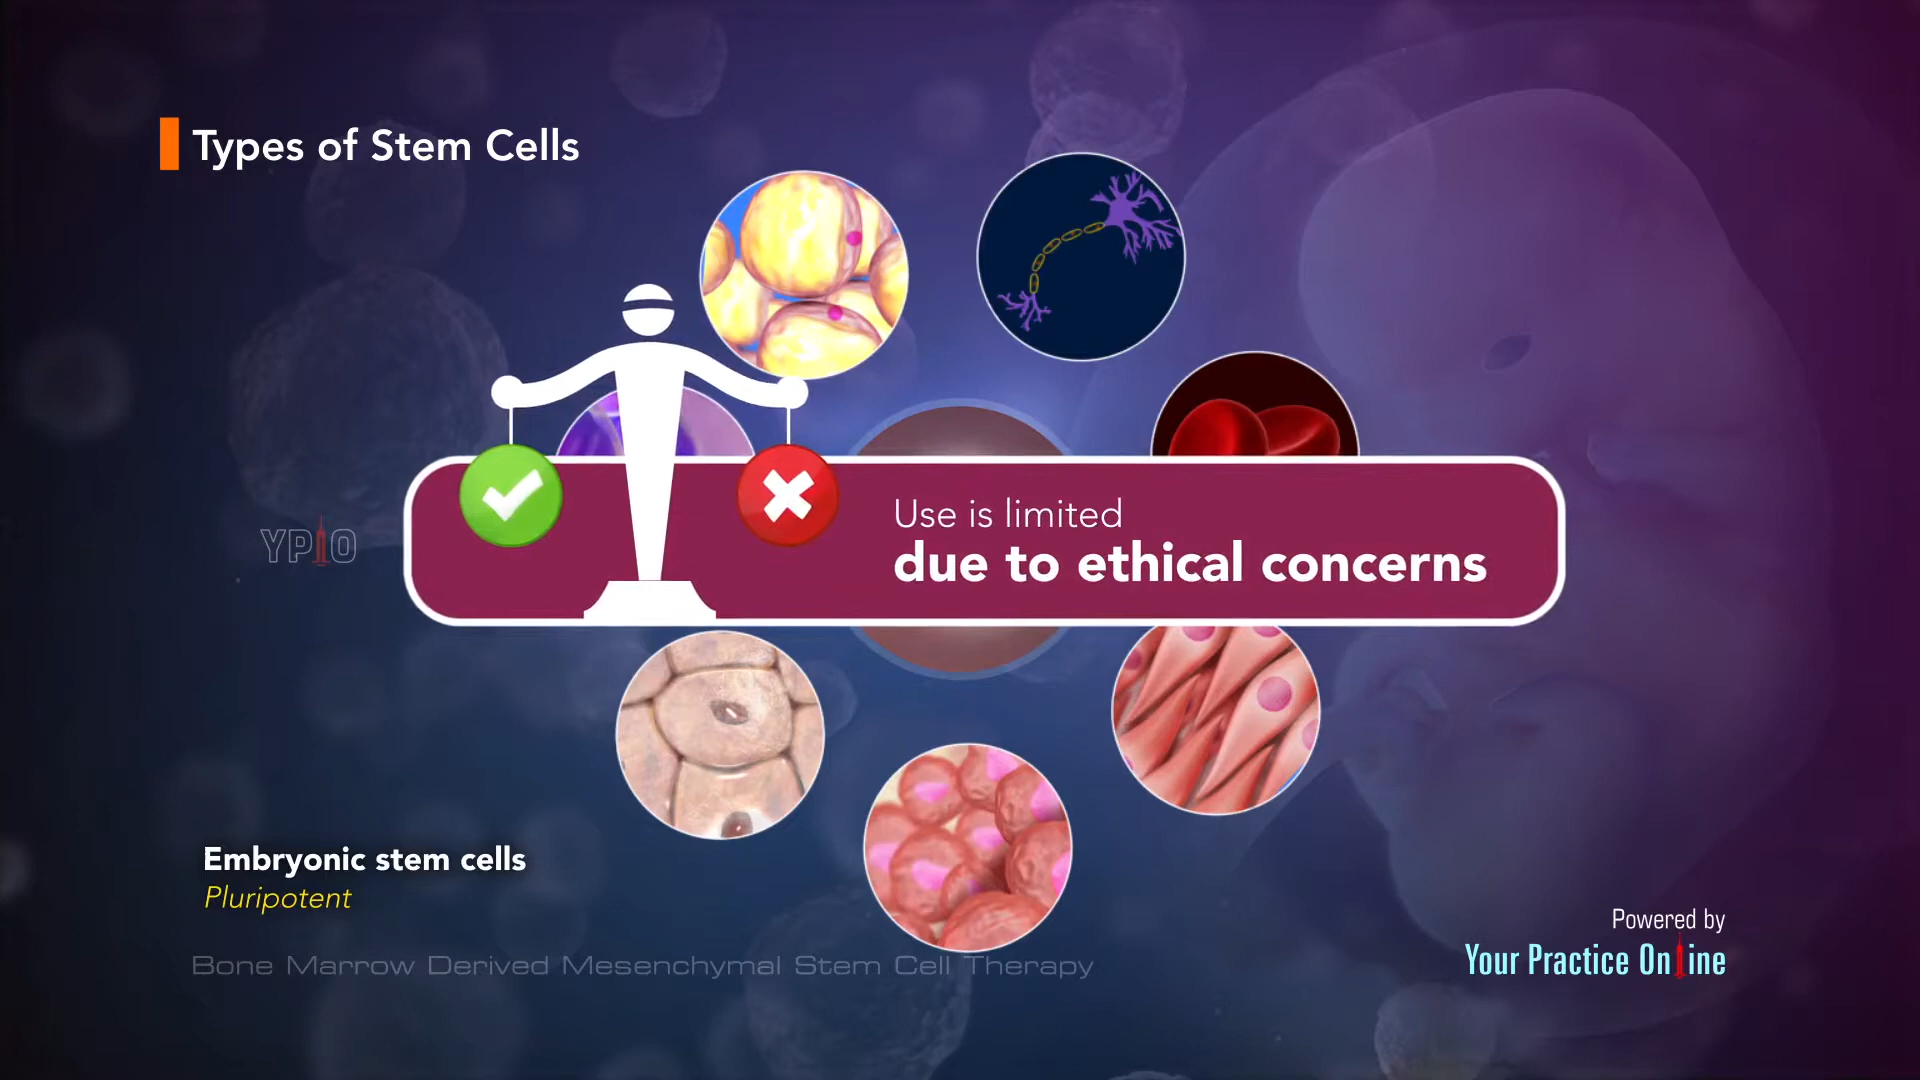 Types of Stem Cells
Use is limited
due to ethical concerns
YPIO
Embryonic stem cells
Pluripotent
Bone Marrow Derived Mesenchymal Stem Cell Therapy
Powered by
Your Practice Online